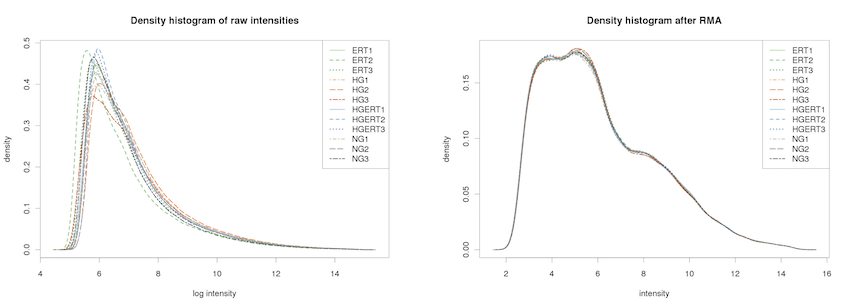 Density histogram of raw intensities
density
0.0
0.1
0.2
0.3
0.4
0.5
4 6 8 10 12 14
log intensity
ERT1
ERT2
ERT3
HG1
HG2
HG3
HGERT1
HGERT2
HGERT3
NG1
NG2
NG3
Density histogram after RMA
density
0.00
0.05
0.10
0.15
2 4 6 8 10 12 14 16
intensity
ERT1
ERT2
ERT3
HG1
HG2
HG3
HGERT1
HGERT2
HGERT3
NG1
NG2
NG3